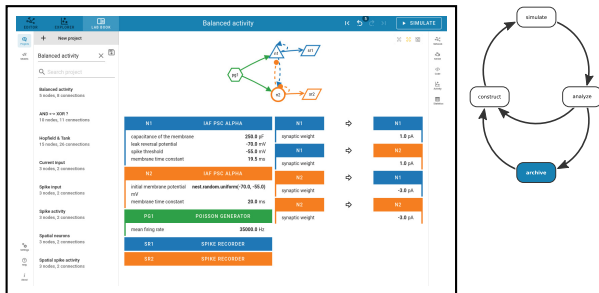 EDITOR
EXPLORER
LAB BOOK
Balanced activity
SIMULATE
+ New project
Balanced activity
Search project
Balanced activity
5 nodes, 8 connections
AND == XOR ?
10 nodes, 11 connections
Hopfield & Tank
15 nodes, 26 connections
Current input
3 nodes, 2 connections
Spike input
3 nodes, 2 connections
Spike activity
3 nodes, 2 connections
Spatial neurons
3 nodes, 2 connections
Spatial spike activity
3 nodes, 2 connections
pg1
n1
n2
sr1
sr2
N1 IAF PSC ALPHA
capacitance of the membrane 250.0 pF
leak reversal potential -70.0 mV
spike threshold -55.0 mV
membrane time constant 19.5 ms
N2 IAF PSC ALPHA
initial membrane potential nest.random.uniform(-70.0, -55.0)
mV
membrane time constant 20.0 ms
PG1 POISSON GENERATOR
mean firing rate 35000.0 Hz
SR1 SPIKE RECORDER
SR2 SPIKE RECORDER
N1 ⇨ N1
synaptic weight 1.0 pA
N1 ⇨ N2
synaptic weight 1.0 pA
N2 ⇨ N1
synaptic weight -3.0 pA
N2 ⇨ N2
synaptic weight -3.0 pA
simulate
construct
analyze
archive